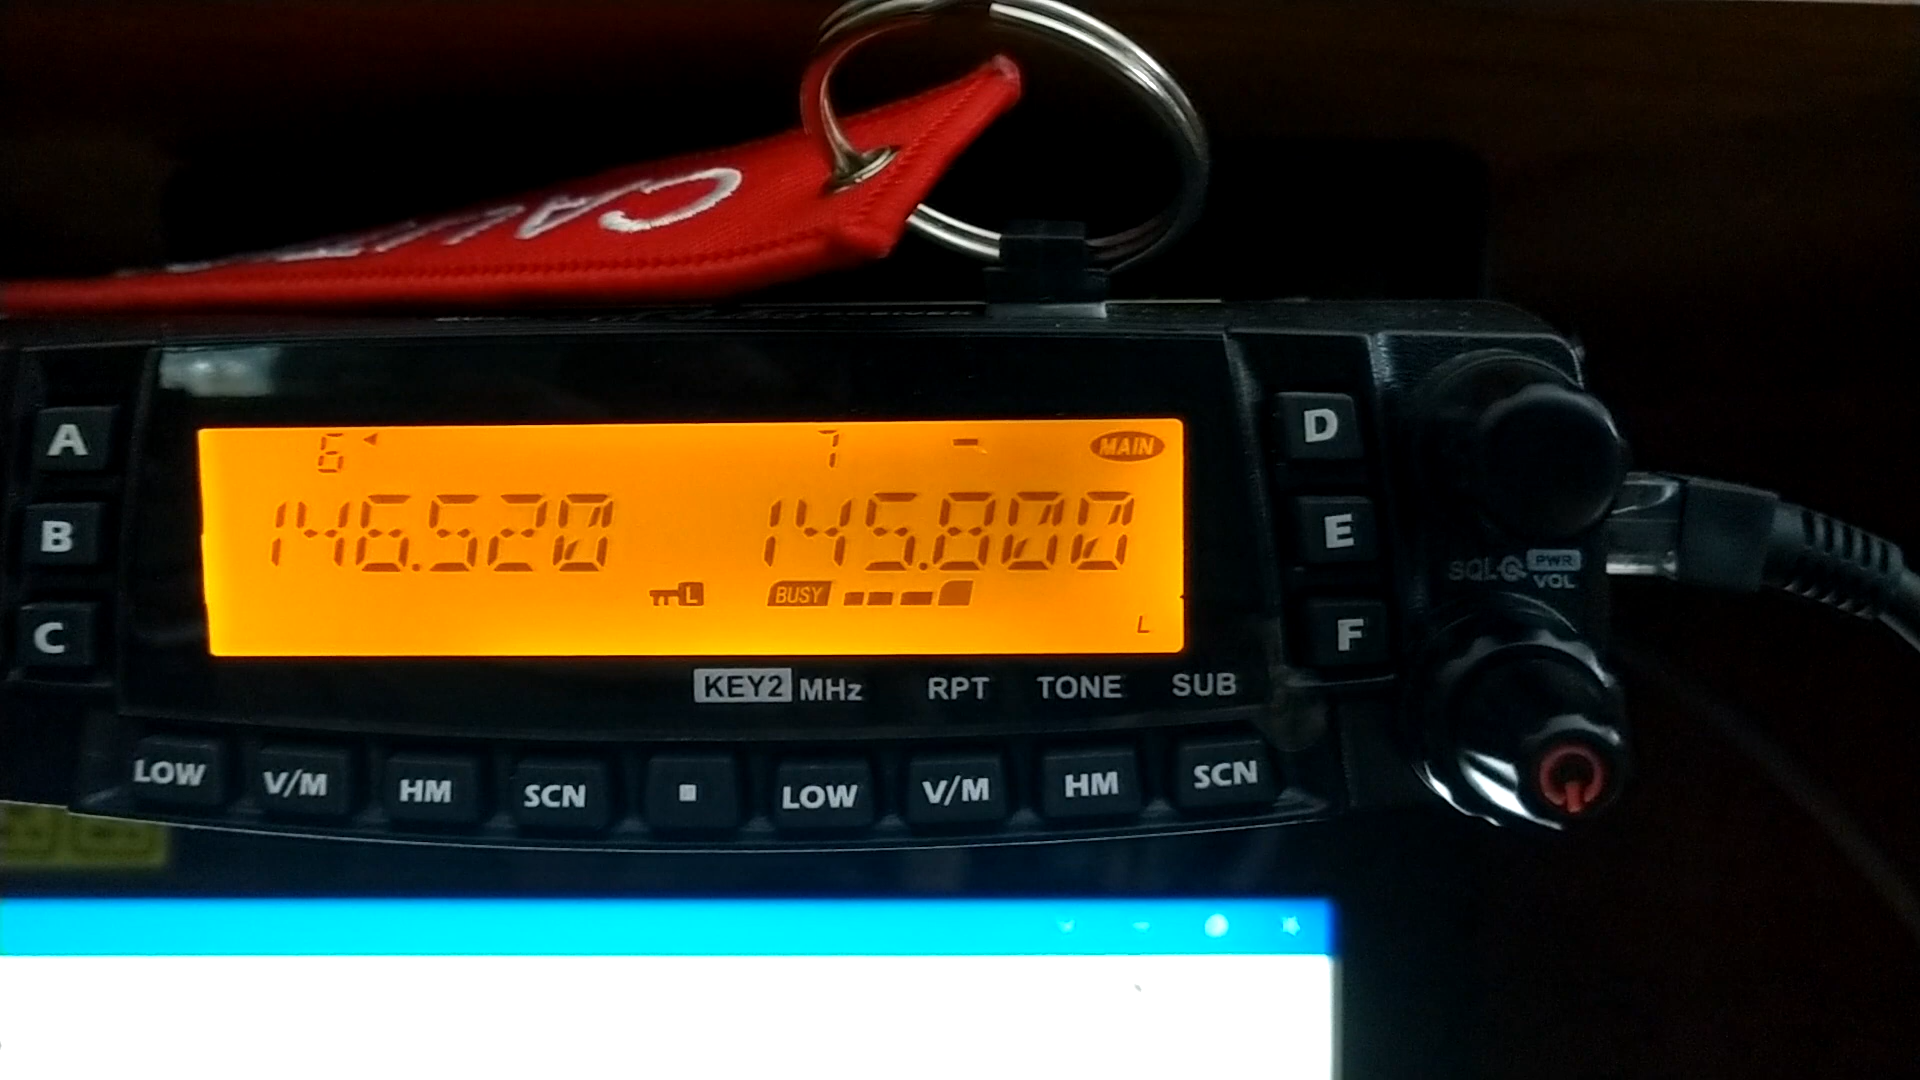 CAU
A
B
C
6 7 - MAIN
146.520 145.800
L BUSY
L
KEY2 MHz RPT TONE SUB
LOW V/M HM SCN LOW V/M HM SCN
D
E
F
SQL PWR
VOL